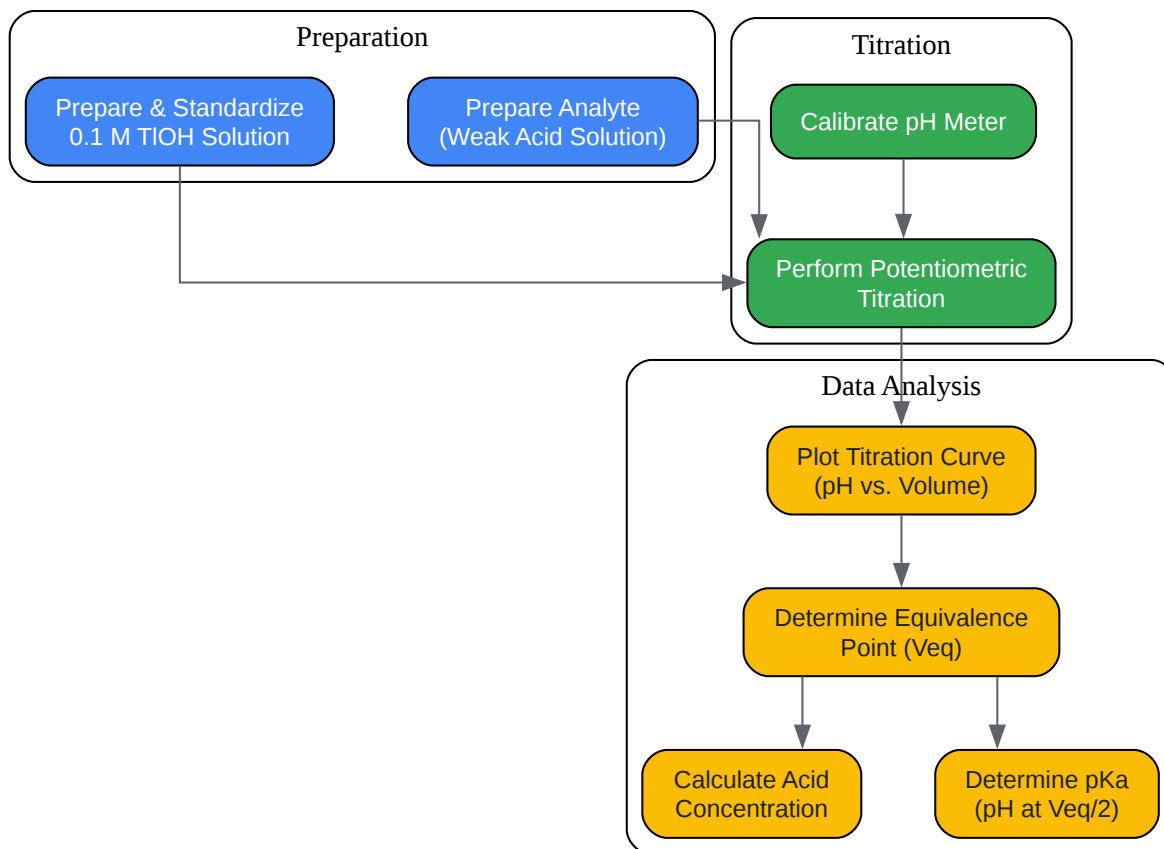 Preparation
Prepare & Standardize
0.1 M TlOH Solution
Prepare Analyte
(Weak Acid Solution)
Titration
Calibrate pH Meter
Perform Potentiometric
Titration
Data Analysis
Plot Titration Curve
(pH vs. Volume)
Determine Equivalence
Point (Veq)
Calculate Acid
Concentration
Determine pKa
(pH at Veq/2)